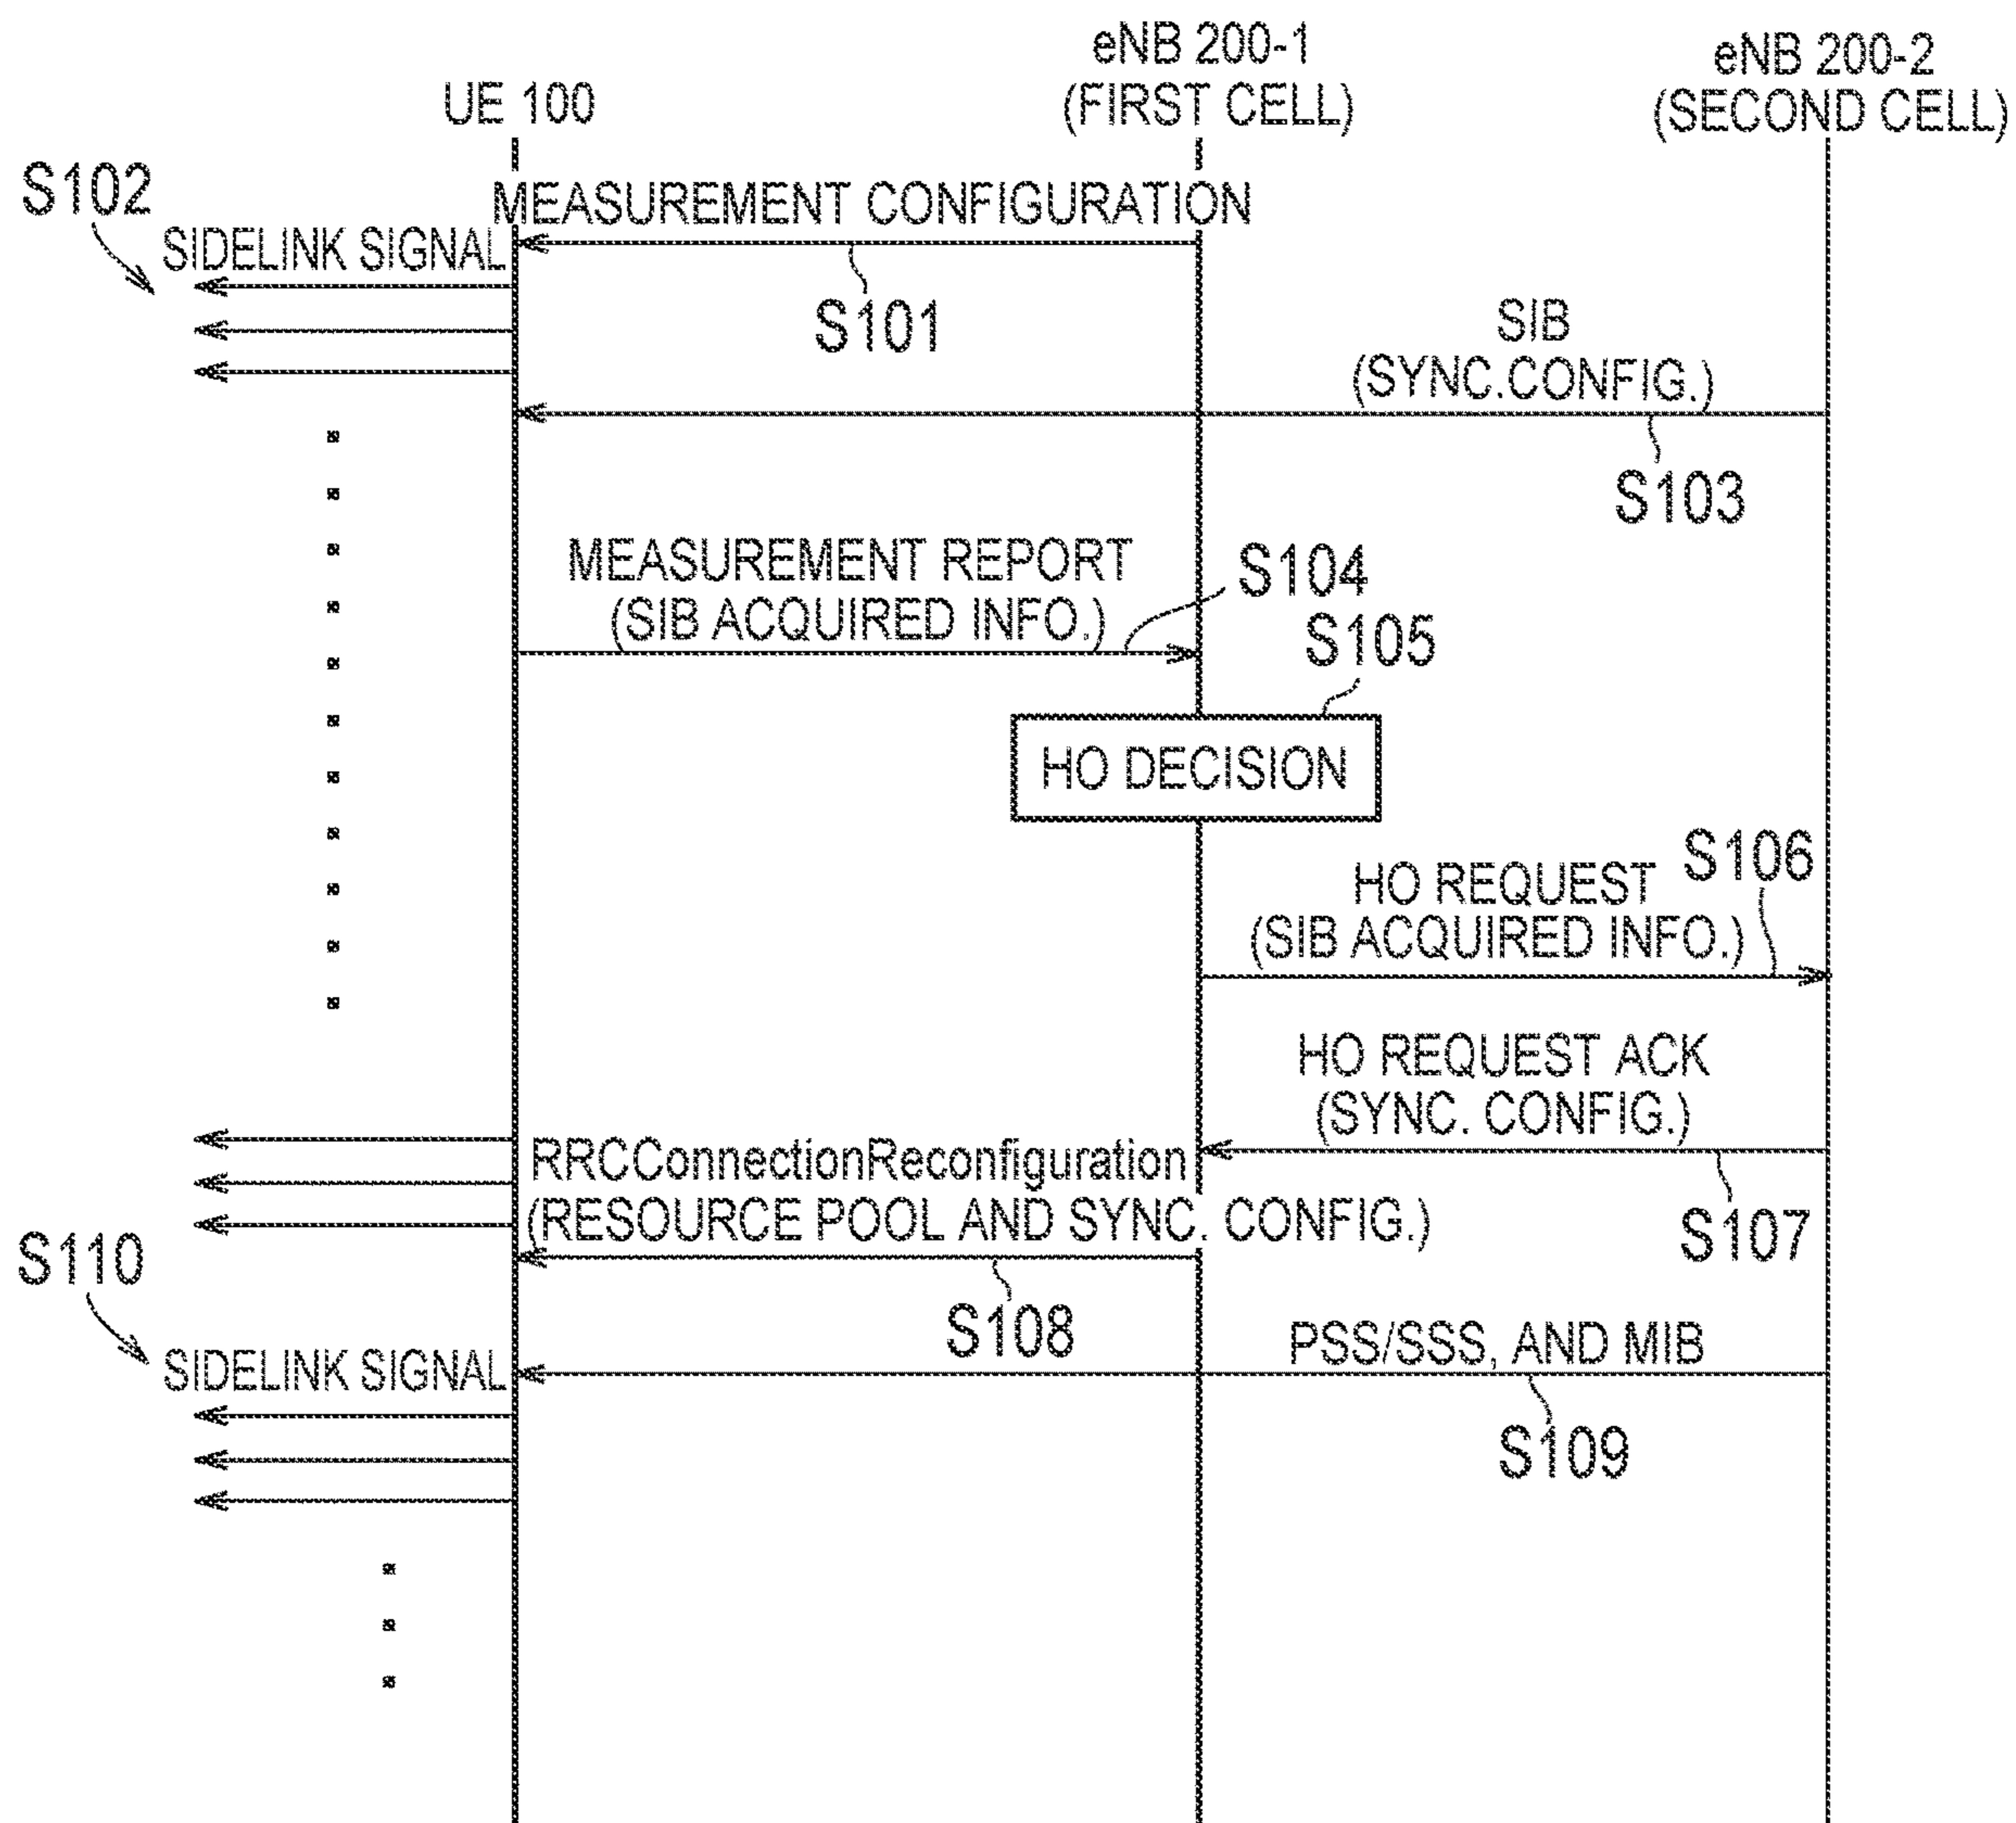 UE 100
eNB 200-1
(FIRST CELL)
eNB 200-2
(SECOND CELL)
S102
MEASUREMENT CONFIGURATION
SIDELINK SIGNAL
S101
SIB
(SYNC.CONFIG.)
S103
MEASUREMENT REPORT
(SIB ACQUIRED INFO.)
S104
S105
HO DECISION
S106
HO REQUEST
(SIB ACQUIRED INFO.)
HO REQUEST ACK
(SYNC. CONFIG.)
S107
RRCConnectionReconfiguration
(RESOURCE POOL AND SYNC. CONFIG.)
S108
S110
PSS/SSS, AND MIB
SIDELINK SIGNAL
S109